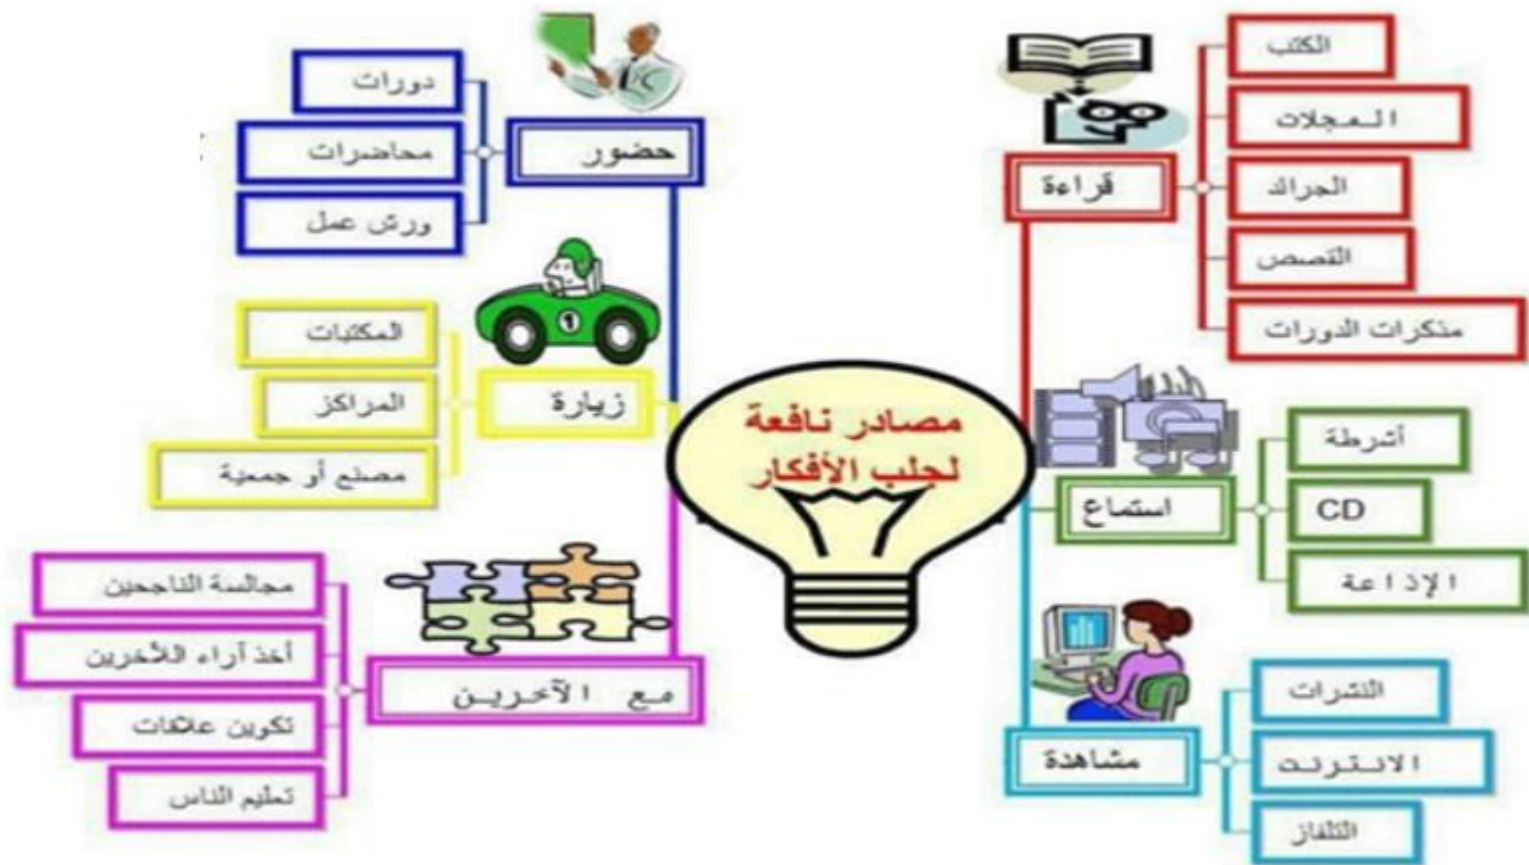 مصادر نافعة
لجلب الأفكار
قراءة
الكتب
المجلات
الجرائد
القصص
مذكرات الدورات
استماع
أشرطة
CD
الإذاعة
مشاهدة
النشرات
الانترنت
التلفاز
حضور
دورات
محاضرات
ورش عمل
زيارة
المكتبات
المراكز
مصنع أو جمعية
مع الآخرين
مجالسة الناجحين
أخذ آراء اللآخرين
تكوين علاقات
تعليم الناس
1